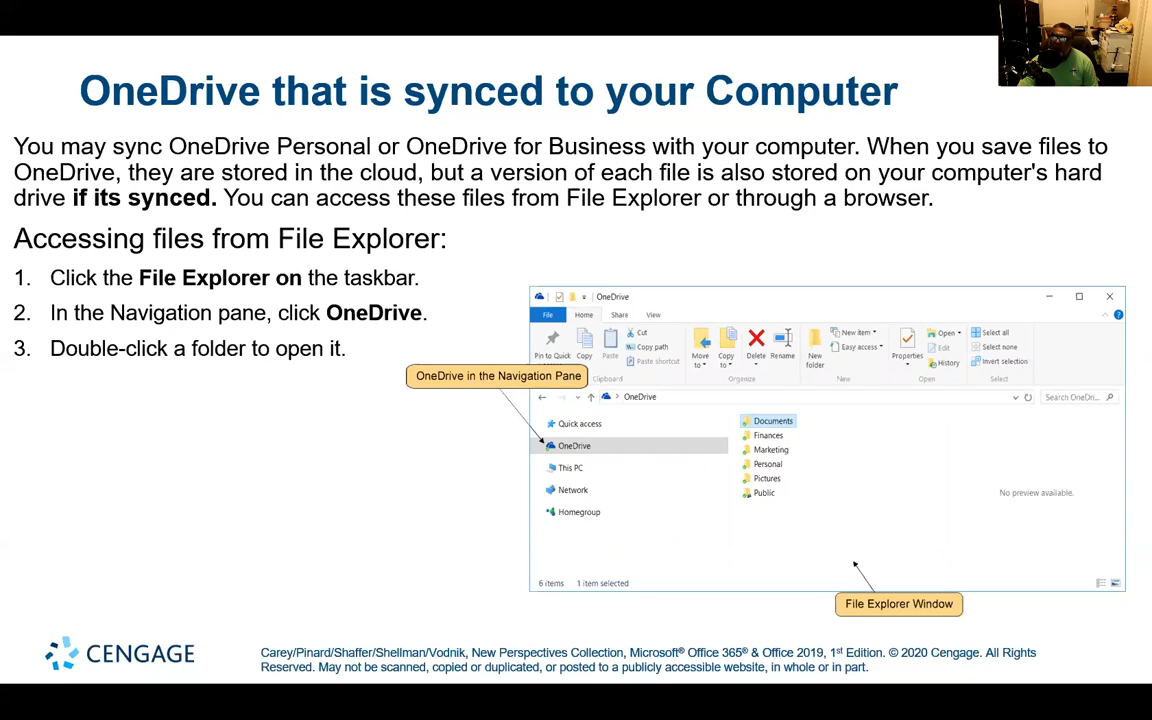 OneDrive that is synced to your Computer
You may sync OneDrive Personal or OneDrive for Business with your computer. When you save files to
OneDrive, they are stored in the cloud, but a version of each file is also stored on your computer's hard
drive if its synced. You can access these files from File Explorer or through a browser.
Accessing files from File Explorer:
1. Click the File Explorer on the taskbar.
2. In the Navigation pane, click OneDrive.
3. Double-click a folder to open it.
OneDrive in the Navigation Pane
OneDrive
File Home Share View
Pin to Quick Copy Paste Cut Copy path Paste shortcut
Clipboard
Move to Copy to Delete Rename
Organize
New folder New item Easy access
New
Properties Open Edit History
Open
Select all Select none Invert selection
Select
OneDrive
Search OneDri...
Quick access
OneDrive
This PC
Network
Homegroup
Documents
Finances
Marketing
Personal
Pictures
Public
No preview available.
6 items 1 item selected
File Explorer Window
CENGAGE
Carey/Pinard/Shaffer/Shellman/Vodnik, New Perspectives Collection, Microsoft® Office 365® & Office 2019, 1st Edition. © 2020 Cengage. All Rights
Reserved. May not be scanned, copied or duplicated, or posted to a publicly accessible website, in whole or in part.